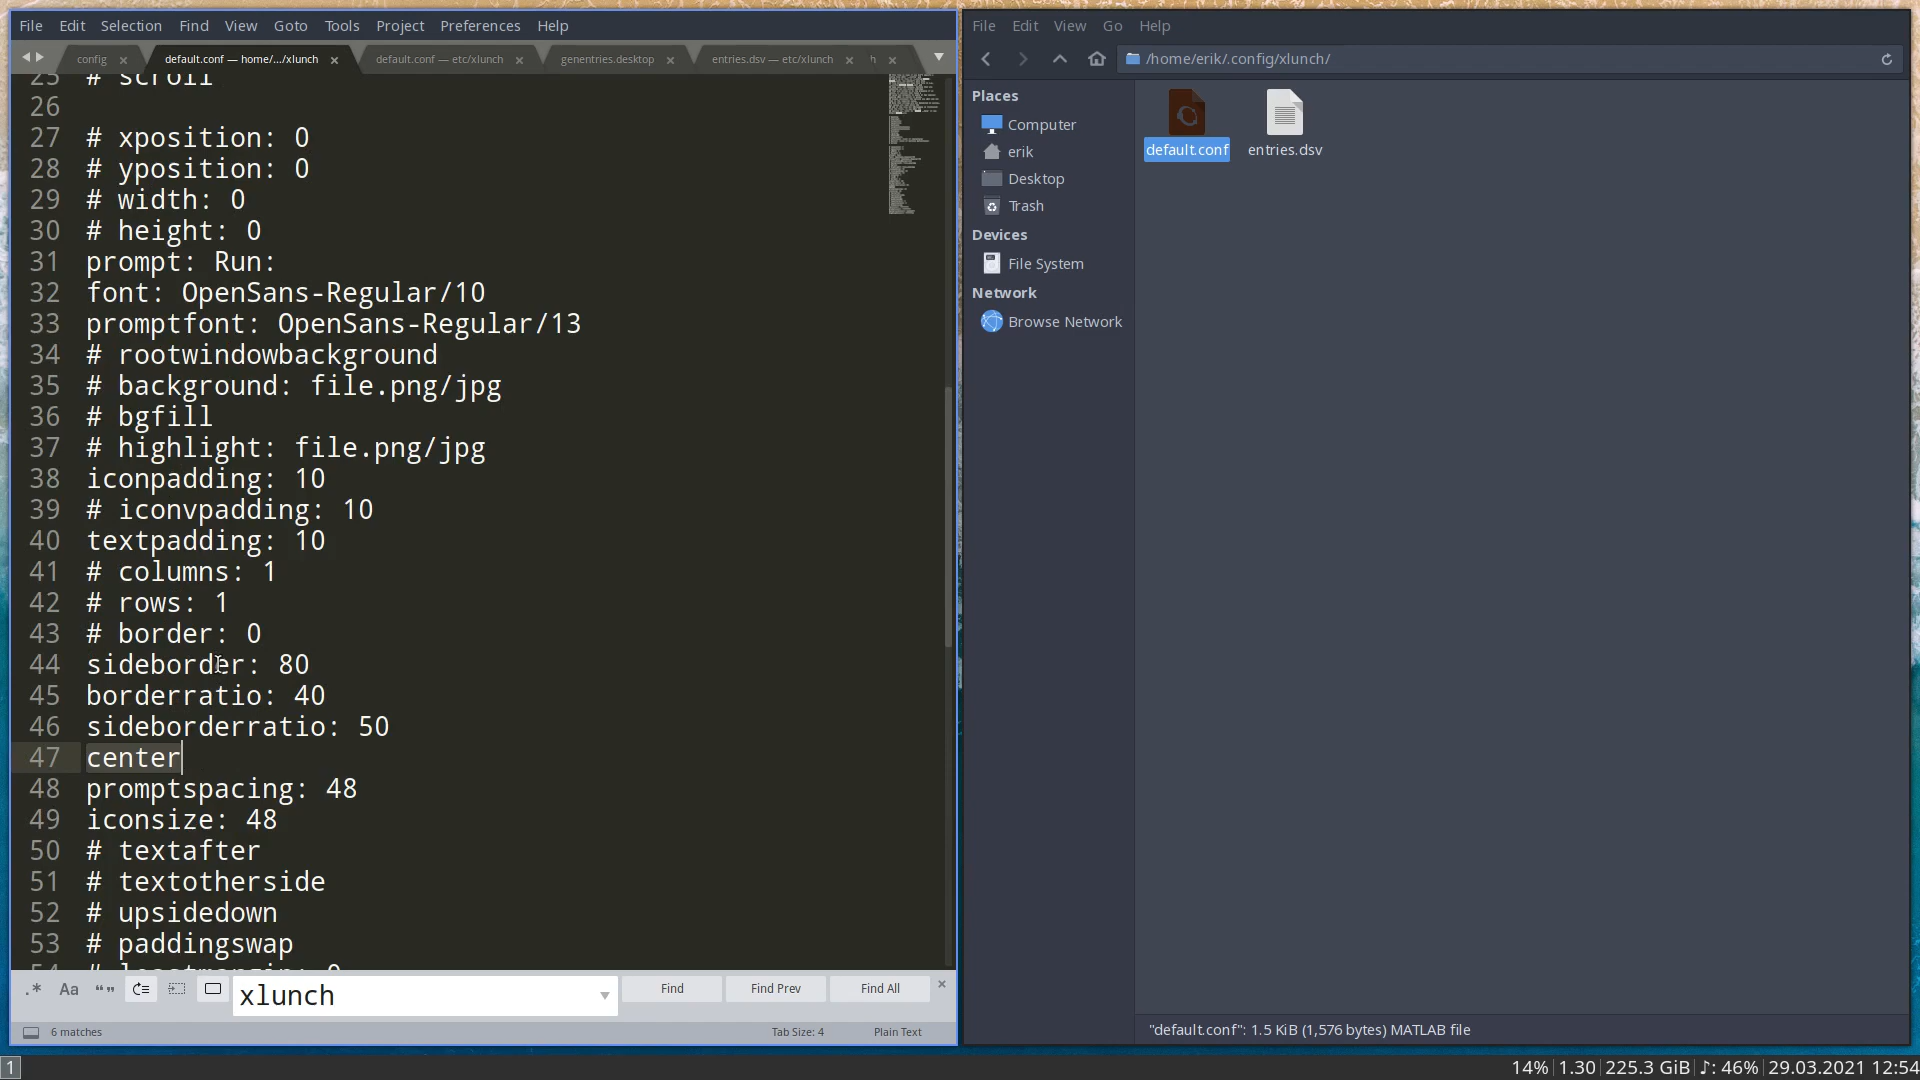 File Edit Selection Find View Goto Tools Project Preferences Help
config × default.conf — home/.../xlunch × default.conf — etc/xlunch × genentries.desktop × entries.dsv — etc/xlunch × h ×
25 # scroll
26
27 # xposition: 0
28 # yposition: 0
29 # width: 0
30 # height: 0
31 prompt: Run:
32 font: OpenSans-Regular/10
33 promptfont: OpenSans-Regular/13
34 # rootwindowbackground
35 # background: file.png/jpg
36 # bgfill
37 # highlight: file.png/jpg
38 iconpadding: 10
39 # iconvpadding: 10
40 textpadding: 10
41 # columns: 1
42 # rows: 1
43 # border: 0
44 sideborder: 80
45 borderratio: 40
46 sideborderratio: 50
47 center
48 promptspacing: 48
49 iconsize: 48
50 # textafter
51 # textotherside
52 # upsidedown
53 # paddingswap
54 # leastmargin: 0
.* Aa “” xlunch Find Find Prev Find All ×
6 matches Tab Size: 4 Plain Text
File Edit View Go Help
/home/erik/.config/xlunch/
Places
Computer
erik
Desktop
Trash
Devices
File System
Network
Browse Network
default.conf entries.dsv
"default.conf": 1.5 KiB (1,576 bytes) MATLAB file
1 14% 1.30 225.3 GiB ♪: 46% 29.03.2021 12:54